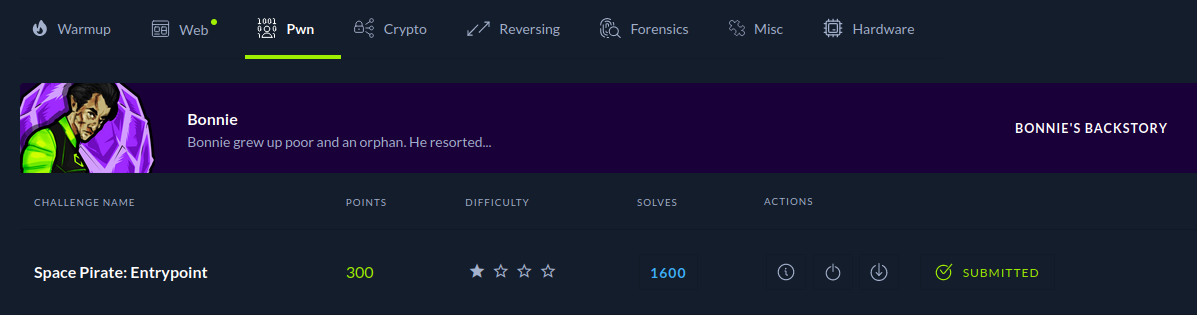 Warmup Web Pwn Crypto Reversing Forensics Misc Hardware
Bonnie
Bonnie grew up poor and an orphan. He resorted...
BONNIE'S BACKSTORY
CHALLENGE NAME POINTS DIFFICULTY SOLVES ACTIONS
Space Pirate: Entrypoint 300 1600 SUBMITTED